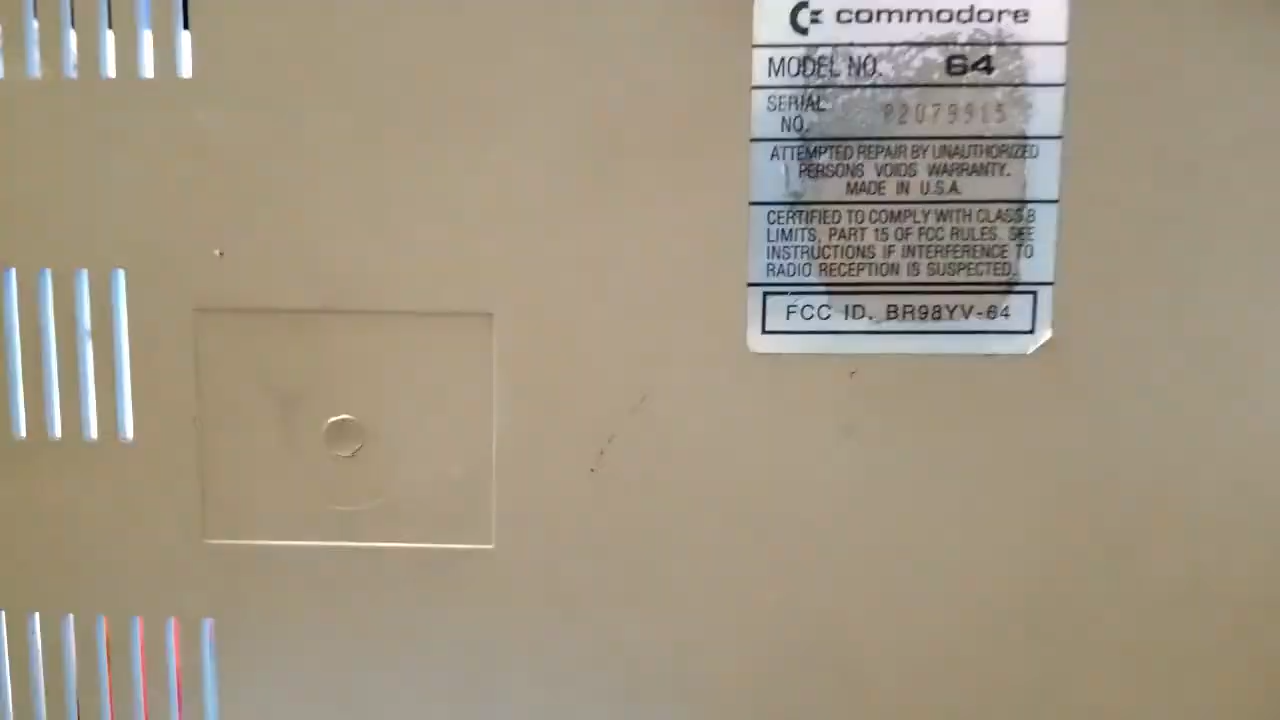 commodore
MODEL NO. 64
SERIAL
NO. P2079915
ATTEMPTED REPAIR BY UNAUTHORIZED
PERSONS VOIDS WARRANTY.
MADE IN U.S.A.
CERTIFIED TO COMPLY WITH CLASS B
LIMITS, PART 15 OF FCC RULES. SEE
INSTRUCTIONS IF INTERFERENCE TO
RADIO RECEPTION IS SUSPECTED.
FCC ID. BR98YV-64